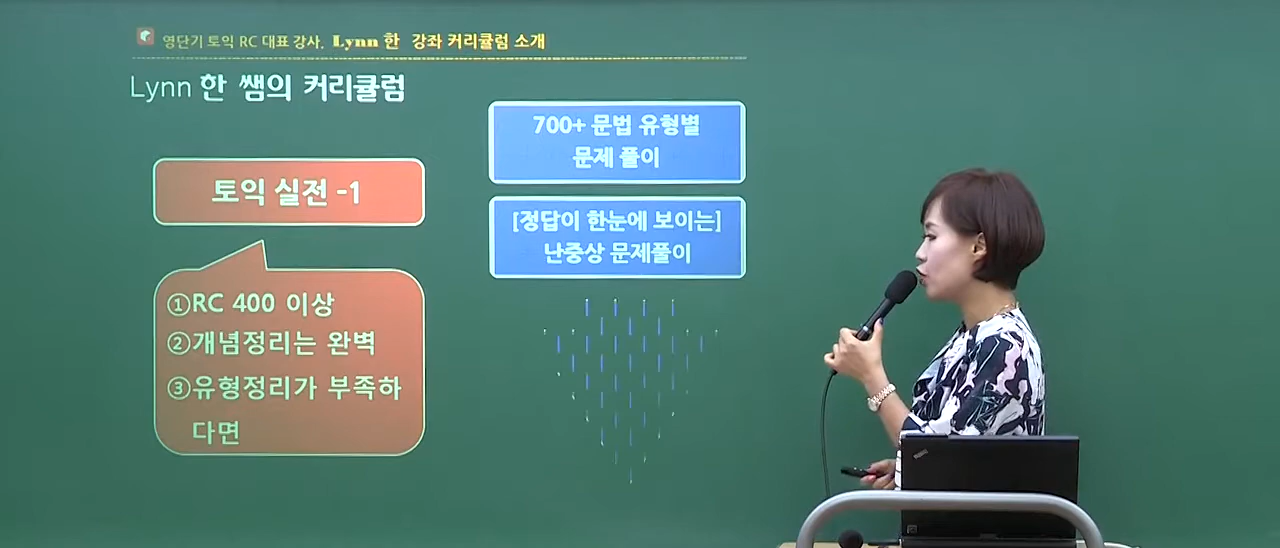 영단기 토익 RC 대표 강사, Lynn 한 강좌 커리큘럼 소개
Lynn 한 쌤의 커리큘럼
700+ 문법 유형별
문제 풀이
토익 실전 -1
[정답이 한눈에 보이는]
난중상 문제풀이
①RC 400 이상
②개념정리는 완벽
③유형정리가 부족하
다면